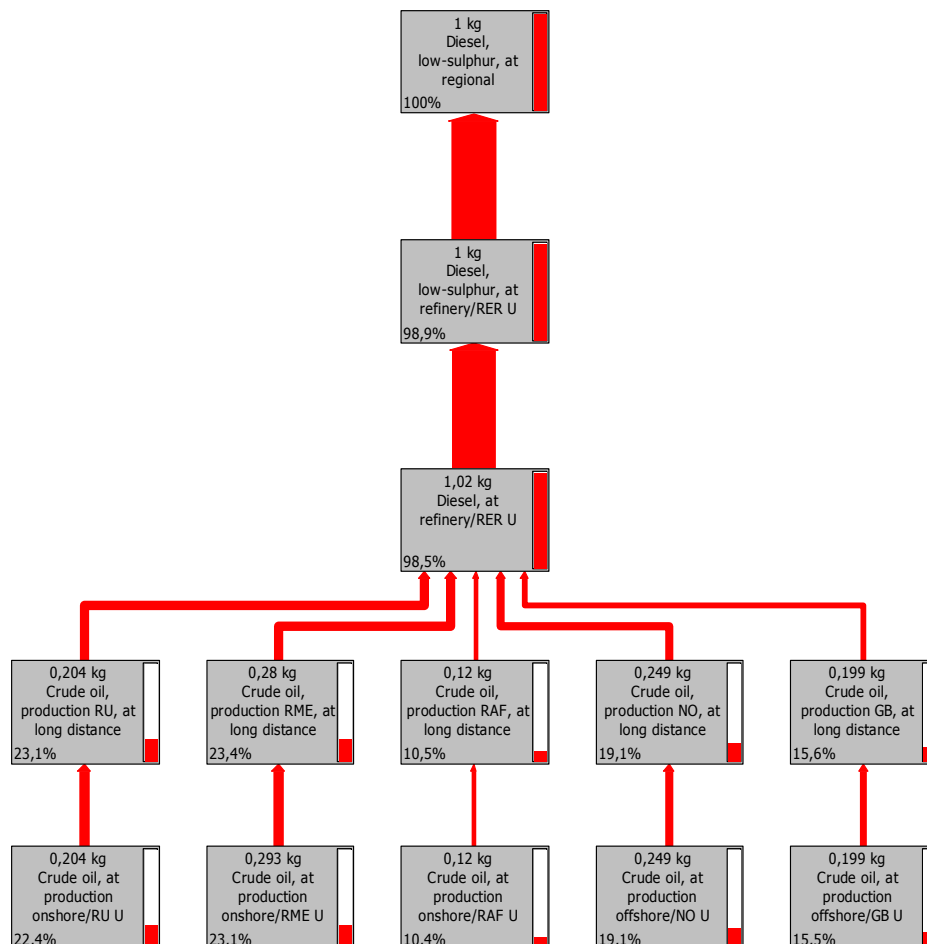 1 kg
Diesel,
low-sulphur, at
regional
100%
1 kg
Diesel,
low-sulphur, at
refinery/RER U
98,9%
1,02 kg
Diesel, at
refinery/RER U
98,5%
0,204 kg
Crude oil,
production RU, at
long distance
23,1%
0,28 kg
Crude oil,
production RME, at
long distance
23,4%
0,12 kg
Crude oil,
production RAF, at
long distance
10,5%
0,249 kg
Crude oil,
production NO, at
long distance
19,1%
0,199 kg
Crude oil,
production GB, at
long distance
15,6%
0,204 kg
Crude oil, at
production
onshore/RU U
22,4%
0,293 kg
Crude oil, at
production
onshore/RME U
23,1%
0,12 kg
Crude oil, at
production
onshore/RAF U
10,4%
0,249 kg
Crude oil, at
production
offshore/NO U
19,1%
0,199 kg
Crude oil, at
production
offshore/GB U
15,5%